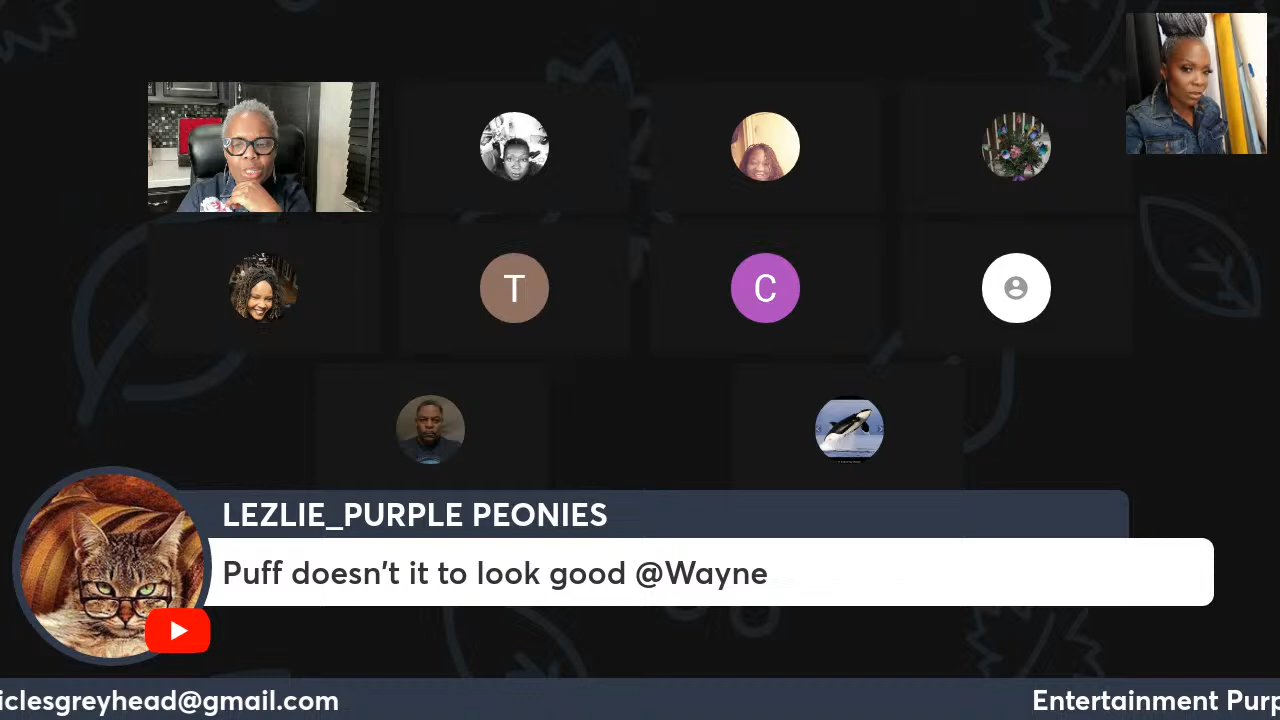 T
C
LEZLIE_PURPLE PEONIES
Puff doesn't it to look good @Wayne
iclesgreyhead@gmail.com
Entertainment Purp